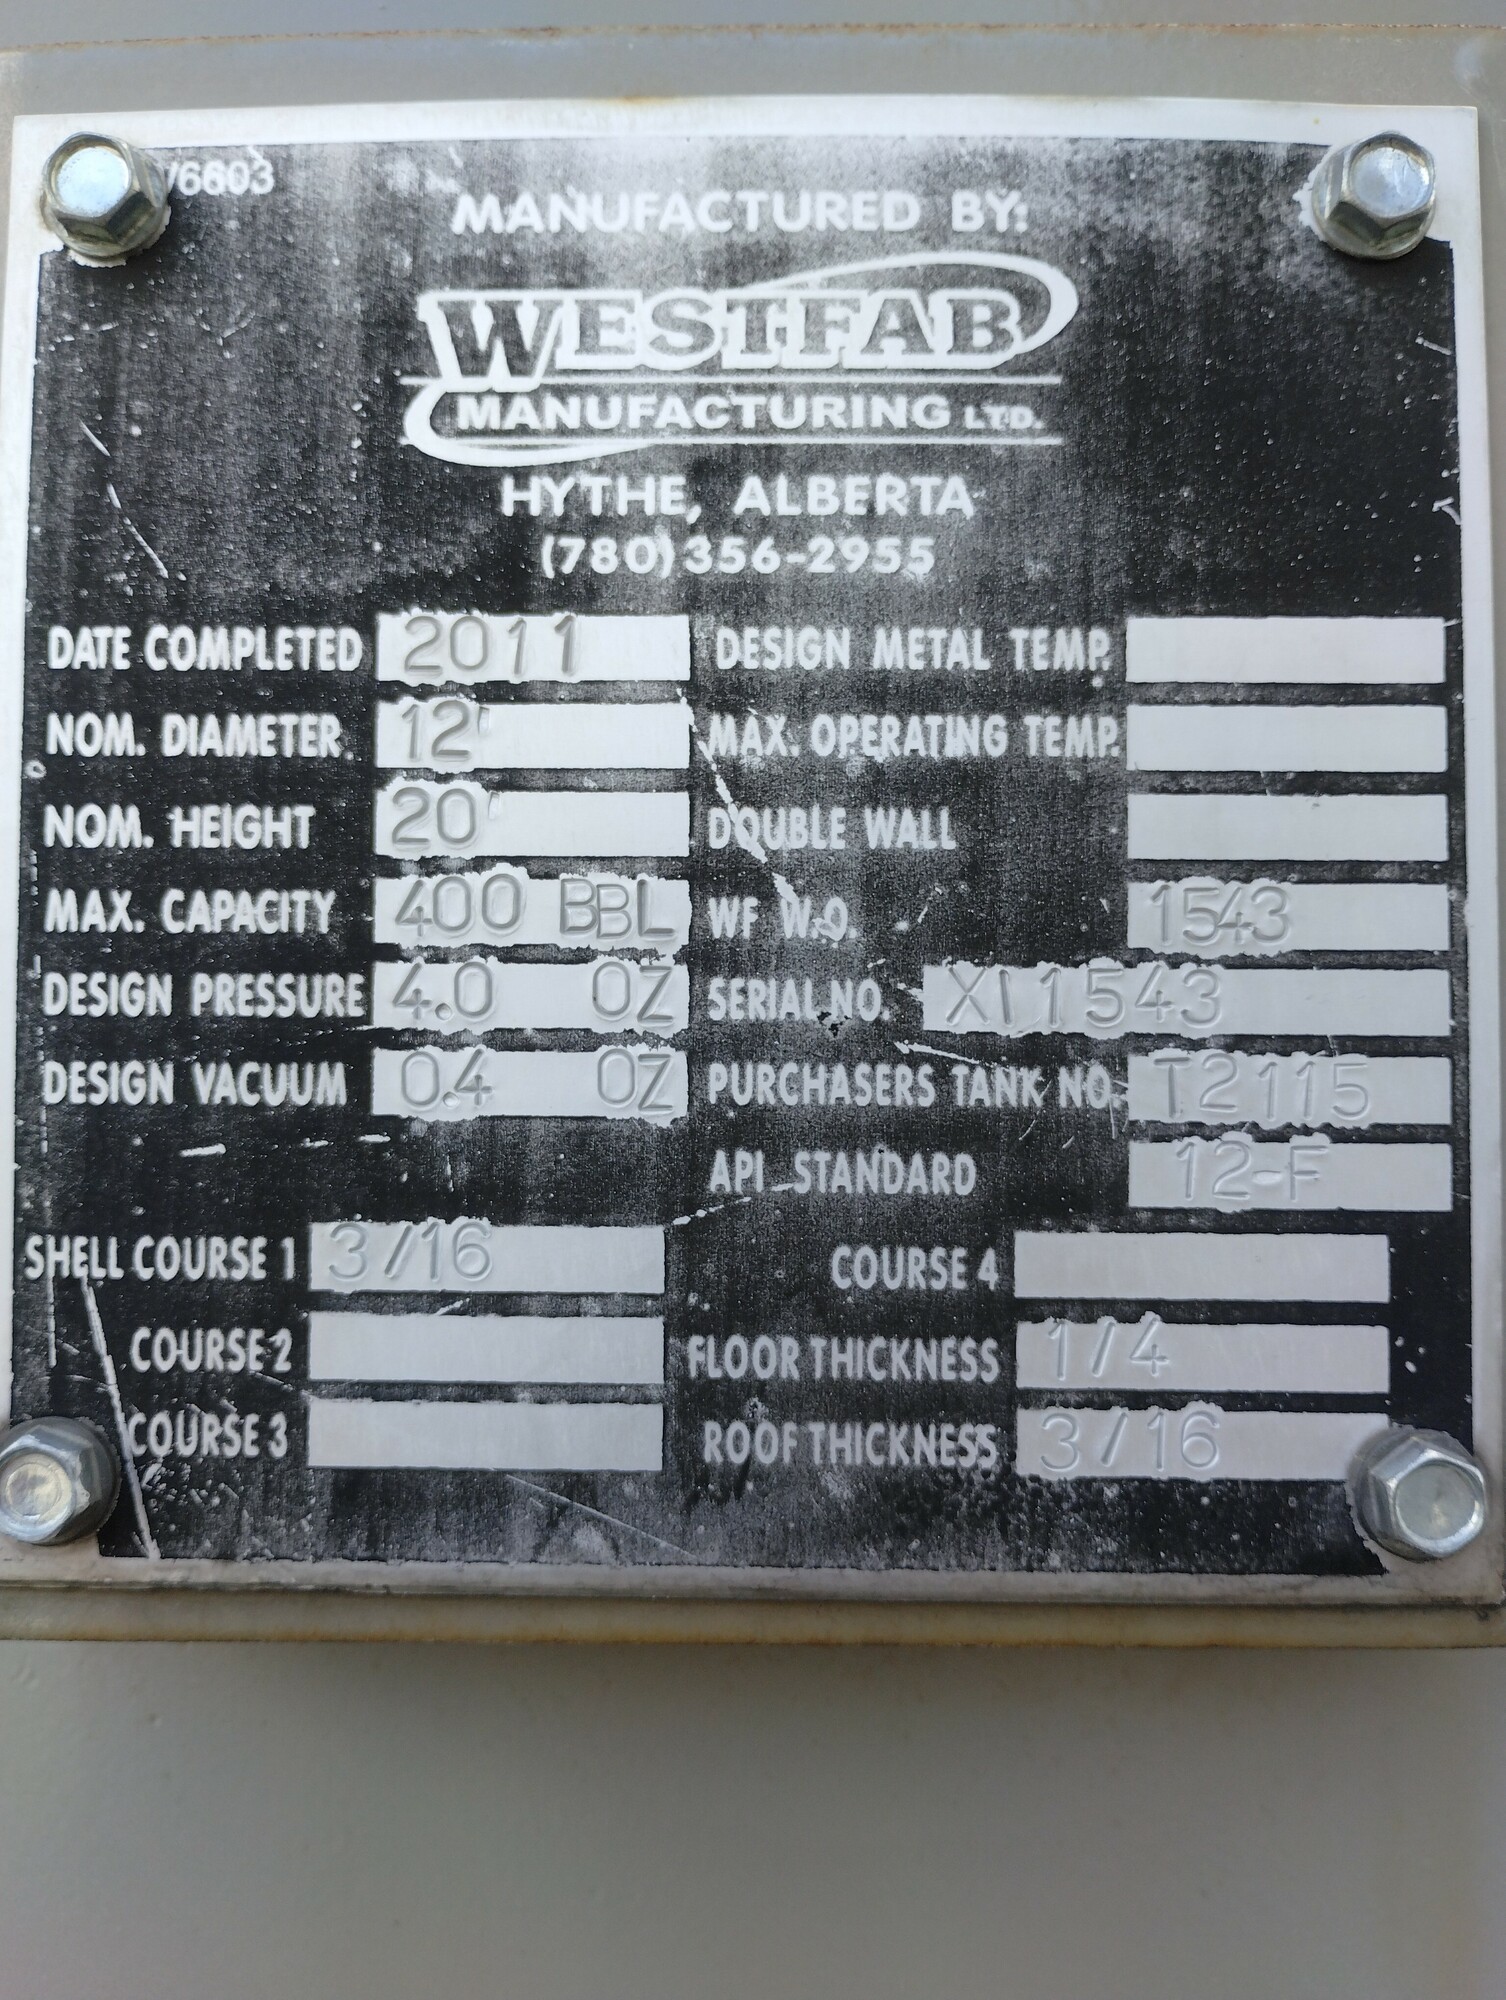 MANUFACTURED BY:
WESTFAB
MANUFACTURING LTD.
HYTHE, ALBERTA
(780)356-2955
DATE COMPLETED 2011 DESIGN METAL TEMP.
NOM. DIAMETER. 12' MAX. OPERATING TEMP.
NOM. HEIGHT 20' DOUBLE WALL
MAX. CAPACITY 400 BBL WF W.O. 1543
DESIGN PRESSURE 4.0 OZ SERIAL NO. X11543
DESIGN VACUUM 0.4 OZ PURCHASERS TANK NO. T2115
API STANDARD 12-F
SHELL COURSE 1 3/16 COURSE 4
COURSE 2 FLOOR THICKNESS 1/4
COURSE 3 ROOF THICKNESS 3/16